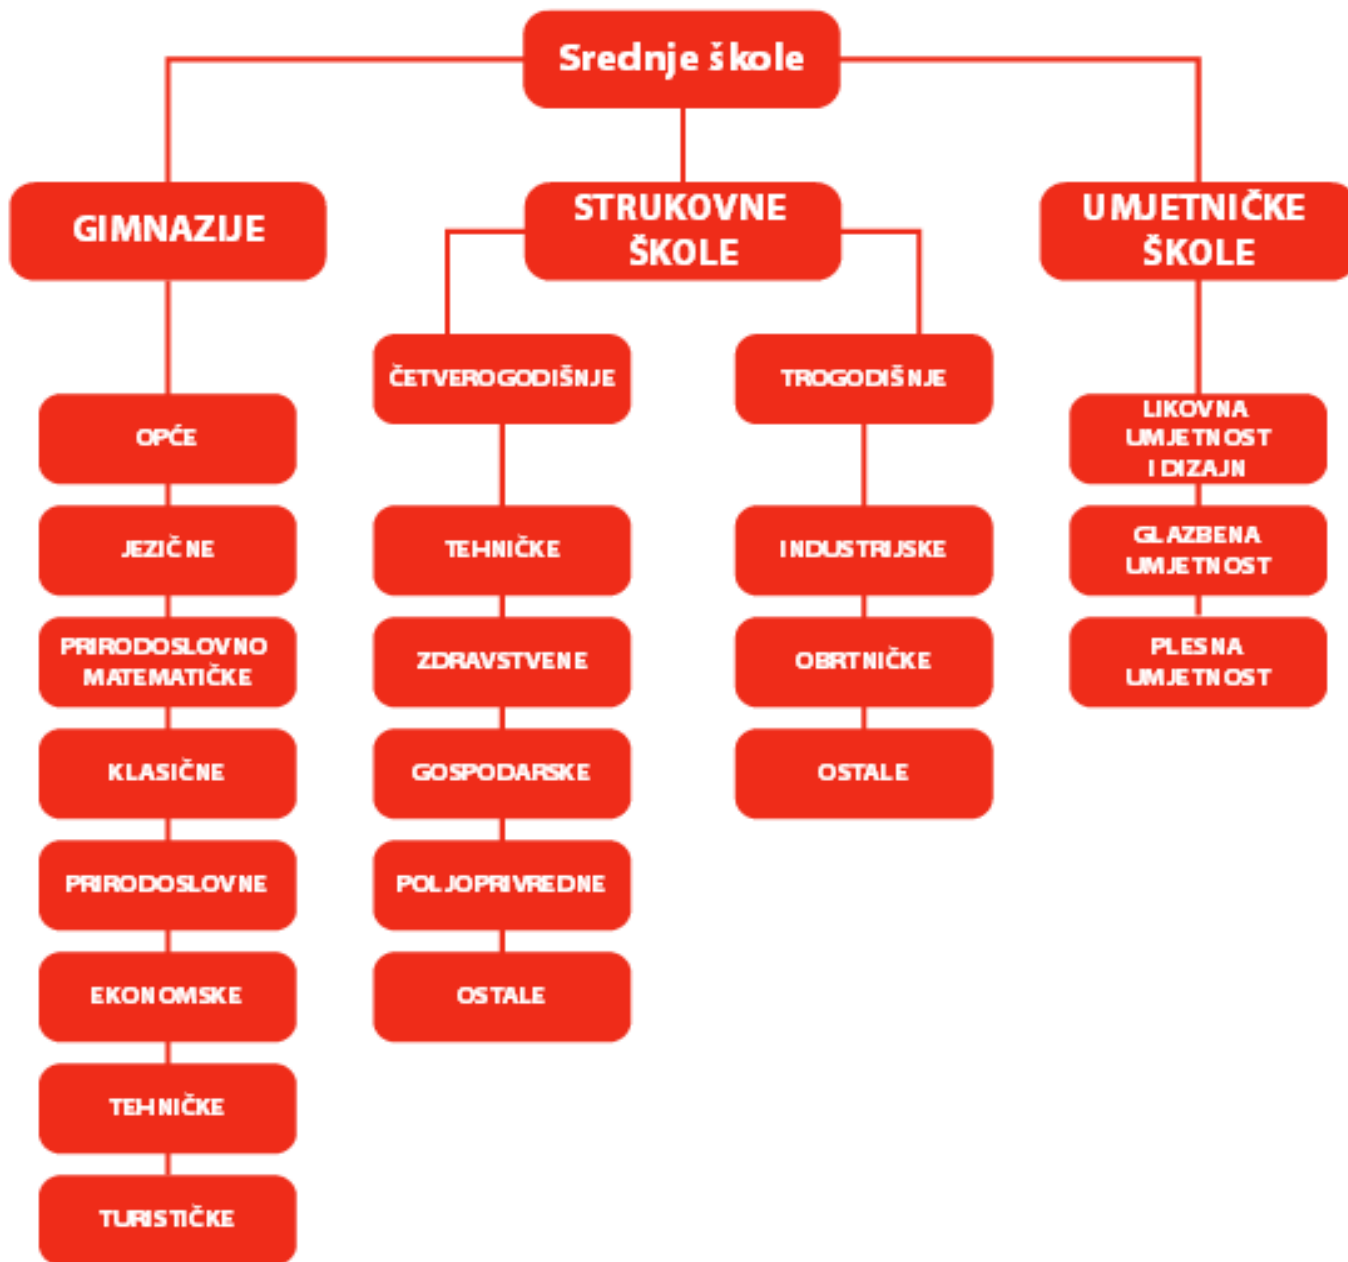 Srednje škole
GIMNAZIJE
STRUKOVNE
ŠKOLE
UMJETNIČKE
ŠKOLE
OPĆE
JEZIČNE
PRIRODOSLOVNO
MATEMATIČKE
KLASIČNE
PRIRODOSLOVNE
EKONOMSKE
TEHNIČKE
TURISTIČKE
ČETVEROGODIŠNJE
TEHNIČKE
ZDRAVSTVENE
GOSPODARSKE
POLJOPRIVREDNE
OSTALE
TROGODIŠNJE
INDUSTRIJSKE
OBRTNIČKE
OSTALE
LIKOVNA
UMJETNOST
I DIZAJN
GLAZBENA
UMJETNOST
PLESNA
UMJETNOST